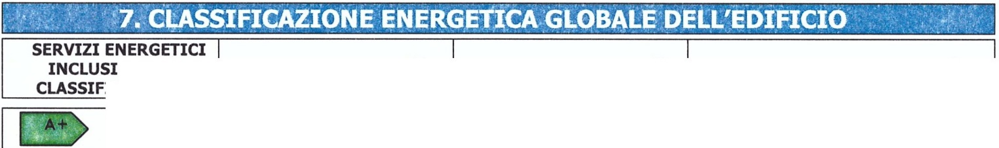 7. CLASSIFICAZIONE ENERGETICA GLOBALE DELL'EDIFICIO
SERVIZI ENERGETICI
INCLUSI
A+